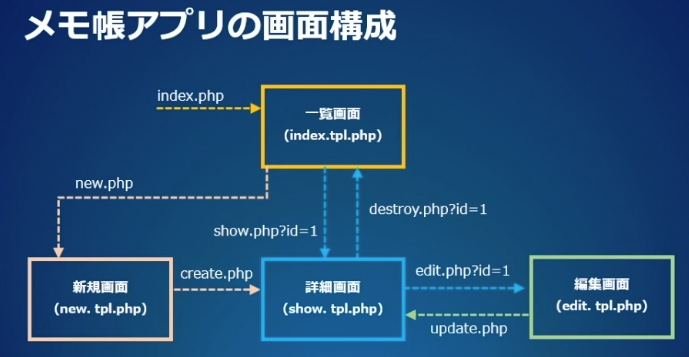 メモ帳アプリの画面構成
index.php
一覧画面
(index.tpl.php)
new.php
destroy.php?id=1
show.php?id=1
新規画面
(new. tpl.php)
create.php
詳細画面
(show. tpl.php)
edit.php?id=1
update.php
編集画面
(edit. tpl.php)